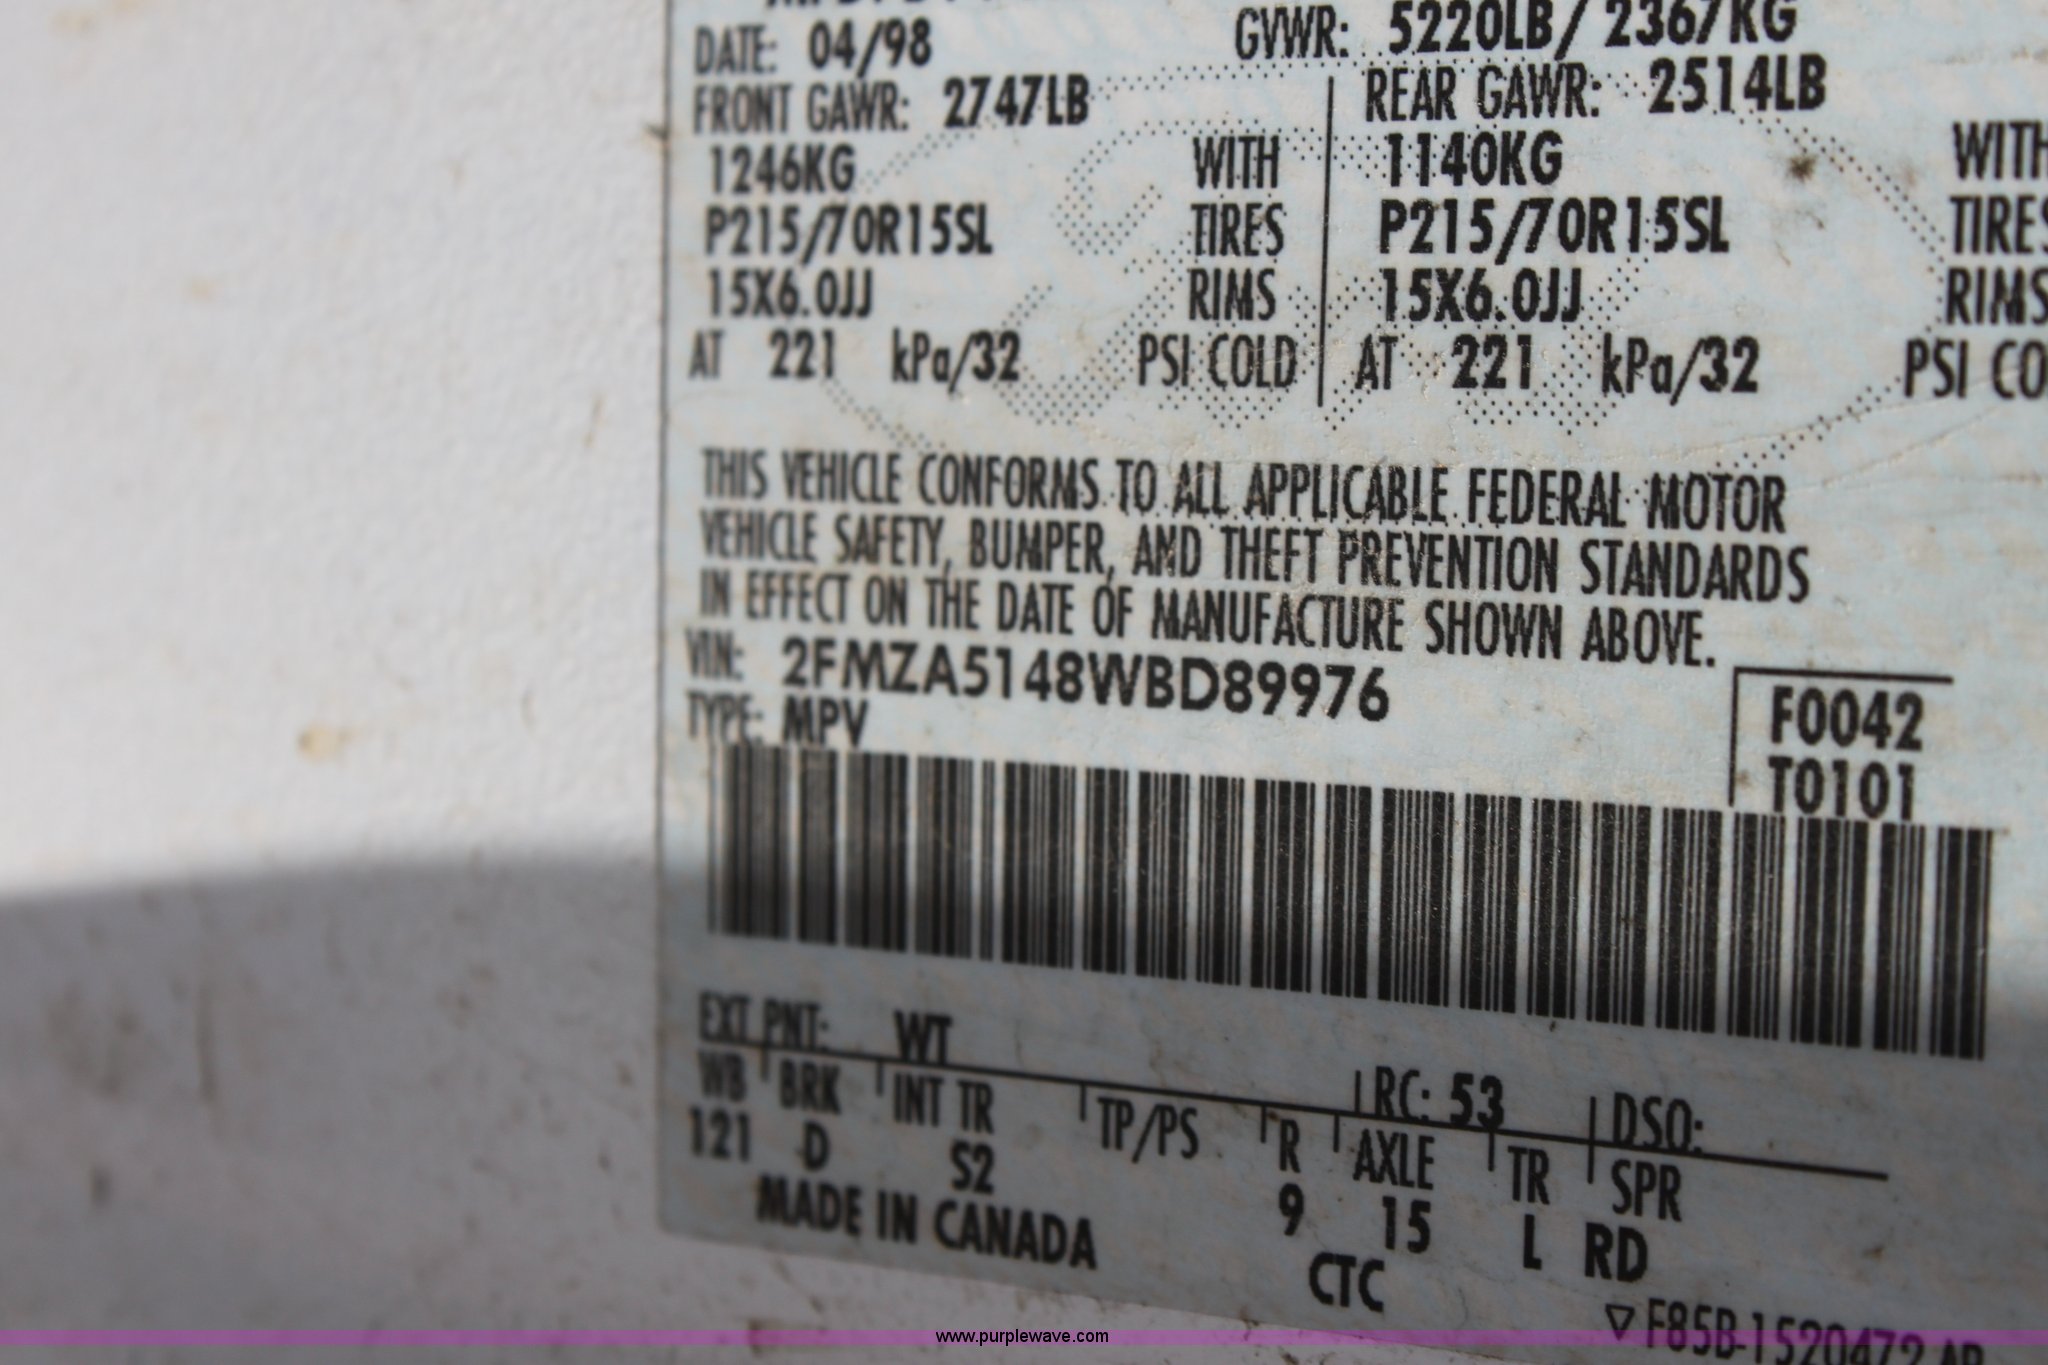 DATE: 04/98 GVWR: 5220LB/ 2367KG
FRONT GAWR: 2747LB REAR GAWR: 2514LB
1246KG WITH 1140KG WITH
P215/70R15SL TIRES P215/70R15SL TIRES
15X6.0JJ RIMS 15X6.0JJ RIMS
AT 221 kPa/32 PSI COLD AT 221 kPa/32 PSI CO
THIS VEHICLE CONFORMS TO ALL APPLICABLE FEDERAL MOTOR
VEHICLE SAFETY, BUMPER, AND THEFT PREVENTION STANDARDS
IN EFFECT ON THE DATE OF MANUFACTURE SHOWN ABOVE.
VIN: 2FMZA5148WBD89976
TYPE: MPV
F0042
T0101
EXT PNT: WT RC: 53 DSO:
WB BRK INT TR TP/PS R AXLE TR SPR
121 D S2 9 15 L RD
MADE IN CANADA CTC
▽ F85B-1520472-AB
www.purplewave.com